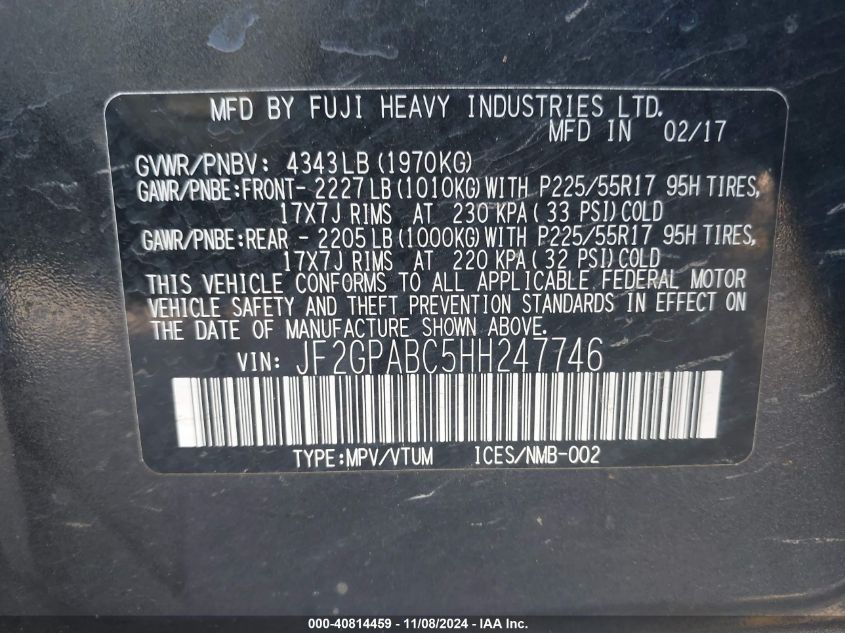 MFD BY FUJI HEAVY INDUSTRIES LTD.
MFD IN 02/17
GVWR/PNBV: 4343LB (1970KG)
GAWR/PNBE:FRONT- 2227LB (1010KG) WITH P225/55R17 95H TIRES,
17X7J RIMS AT 230 KPA ( 33 PSI) COLD
GAWR/PNBE:REAR - 2205LB (1000KG) WITH P225/55R17 95H TIRES,
17X7J RIMS AT 220 KPA ( 32 PSI) COLD
THIS VEHICLE CONFORMS TO ALL APPLICABLE FEDERAL MOTOR
VEHICLE SAFETY AND THEFT PREVENTION STANDARDS IN EFFECT ON
THE DATE OF MANUFACTURE SHOWN ABOVE.
VIN: JF2GPABC5HH247746
TYPE:MPV/VTUM ICES/NMB-002
000-40814459 - 11/08/2024 - IAA Inc.